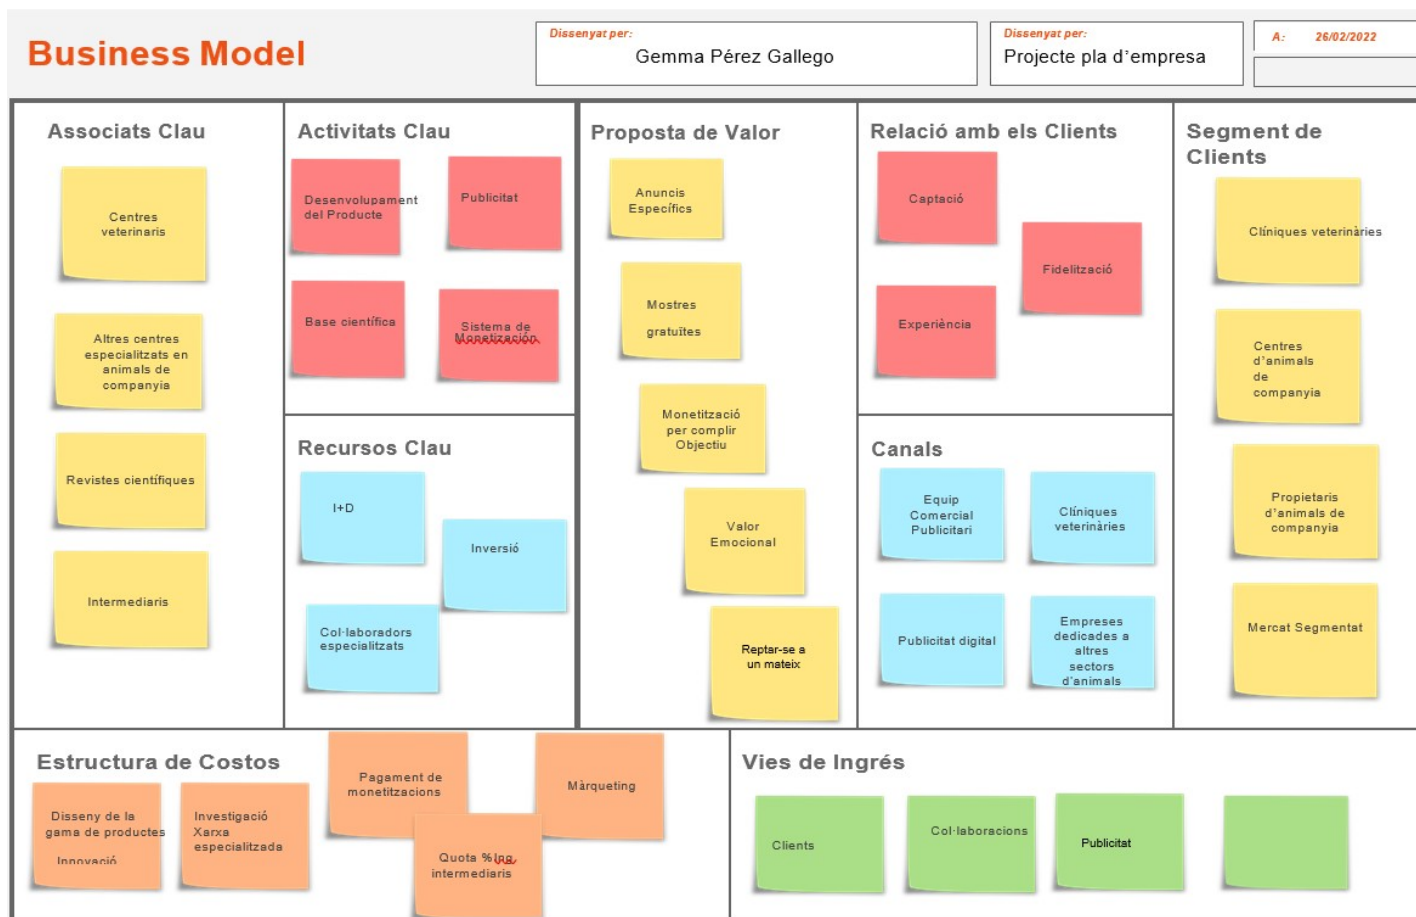 Business Model
Dissenyat per:
Gemma Pérez Gallego
Dissenyat per:
Projecte pla d’empresa
A: 26/02/2022
Associats Clau
Centres
veterinaris
Altres centres
especialitzats en
animals de
companyia
Revistes científiques
Intermediaris
Activitats Clau
Desenvolupament
del Producte
Publicitat
Base científica
Sistema de
Monetización
Recursos Clau
I+D
Inversió
Col·laboradors
especialitzats
Proposta de Valor
Anuncis
Específics
Mostres
gratuïtes
Monetització
per complir
Objectiu
Valor
Emocional
Reptar-se a
un mateix
Relació amb els Clients
Captació
Fidelització
Experiència
Canals
Equip
Comercial
Publicitari
Clíniques
veterinàries
Publicitat digital
Empreses
dedicades a
altres
sectors
d’animals
Segment de
Clients
Clíniques veterinàries
Centres
d’animals
de
companyia
Propietaris
d’animals de
companyia
Mercat Segmentat
Estructura de Costos
Disseny de la
gama de productes
Innovació
Investigació
Xarxa
especialitzada
Pagament de
monetitzacions
Quota %Ing
intermediaris
Màrqueting
Vies de Ingrés
Clients
Col·laboracions
Publicitat